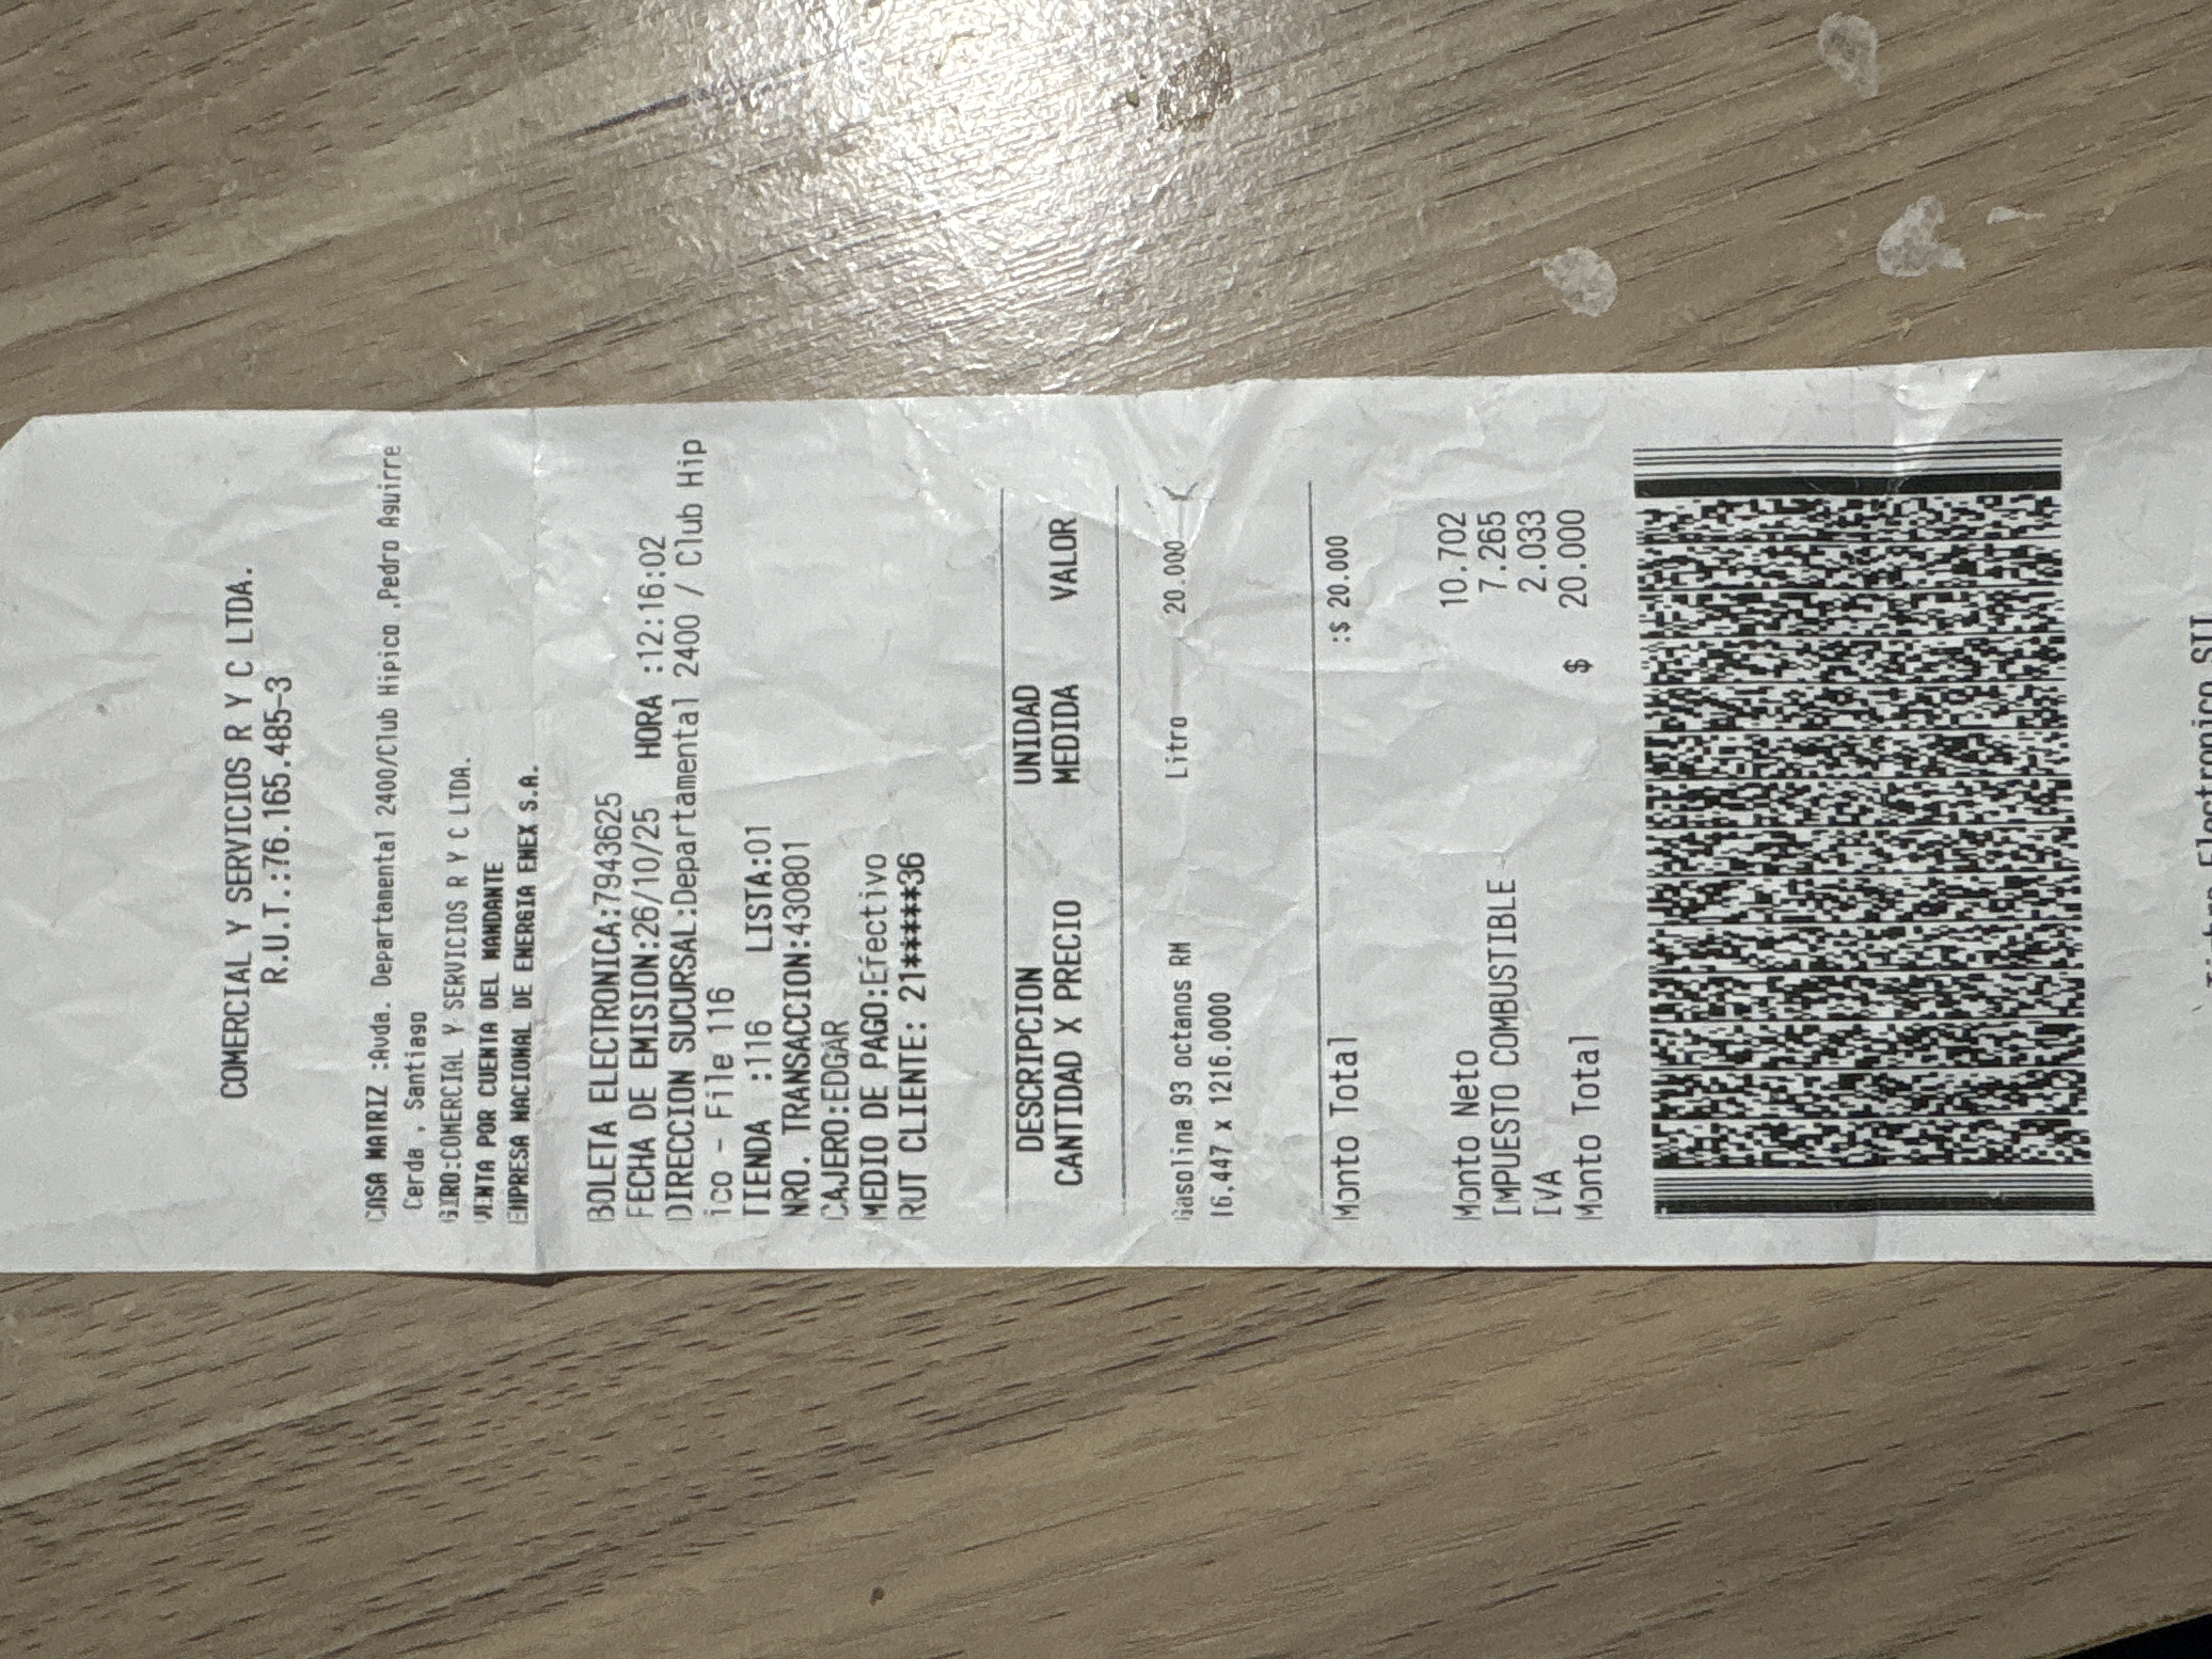 COMERCIAL Y SERVICIOS R Y C LTDA.
R.U.T.:76.165.485-3
CASA MATRIZ :Avda. Departamental 2400/Club Hipico .Pedro Aguirre
Cerda , Santiago
GIRO:COMERCIAL Y SERVICIOS R Y C LTDA.
VENTA POR CUENTA DEL MANDANTE
EMPRESA NACIONAL DE ENERGIA ENEX S.A.
BOLETA ELECTRONICA:7943625
FECHA DE EMISION:26/10/25 HORA :12:16:02
DIRECCION SUCURSAL:Departamental 2400 / Club Hip
ico - File 116
TIENDA :116 LISTA:01
NRO. TRANSACCION:430801
CAJERO:EDGAR
MEDIO DE PAGO:Efectivo
RUT CLIENTE: 21*****36
DESCRIPCION UNIDAD
CANTIDAD X PRECIO MEDIDA VALOR
Gasolina 93 octanos RM Litro 20.000
16,447 x 1216.0000
Monto Total :$ 20.000
Monto Neto 10.702
IMPUESTO COMBUSTIBLE 7.265
IVA 2.033
Monto Total $ 20.000
Electronico SII